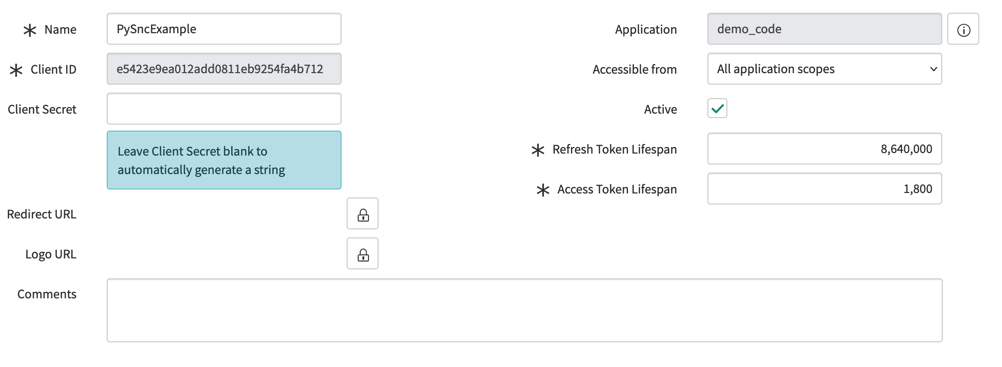 Name
PySncExample
Application
demo_code
Client ID
e5423e9ea012add0811eb9254fa4b712
Accessible from
All application scopes
Client Secret
Active
Leave Client Secret blank to
automatically generate a string
Refresh Token Lifespan
8,640,000
Access Token Lifespan
1,800
Redirect URL
Logo URL
Comments